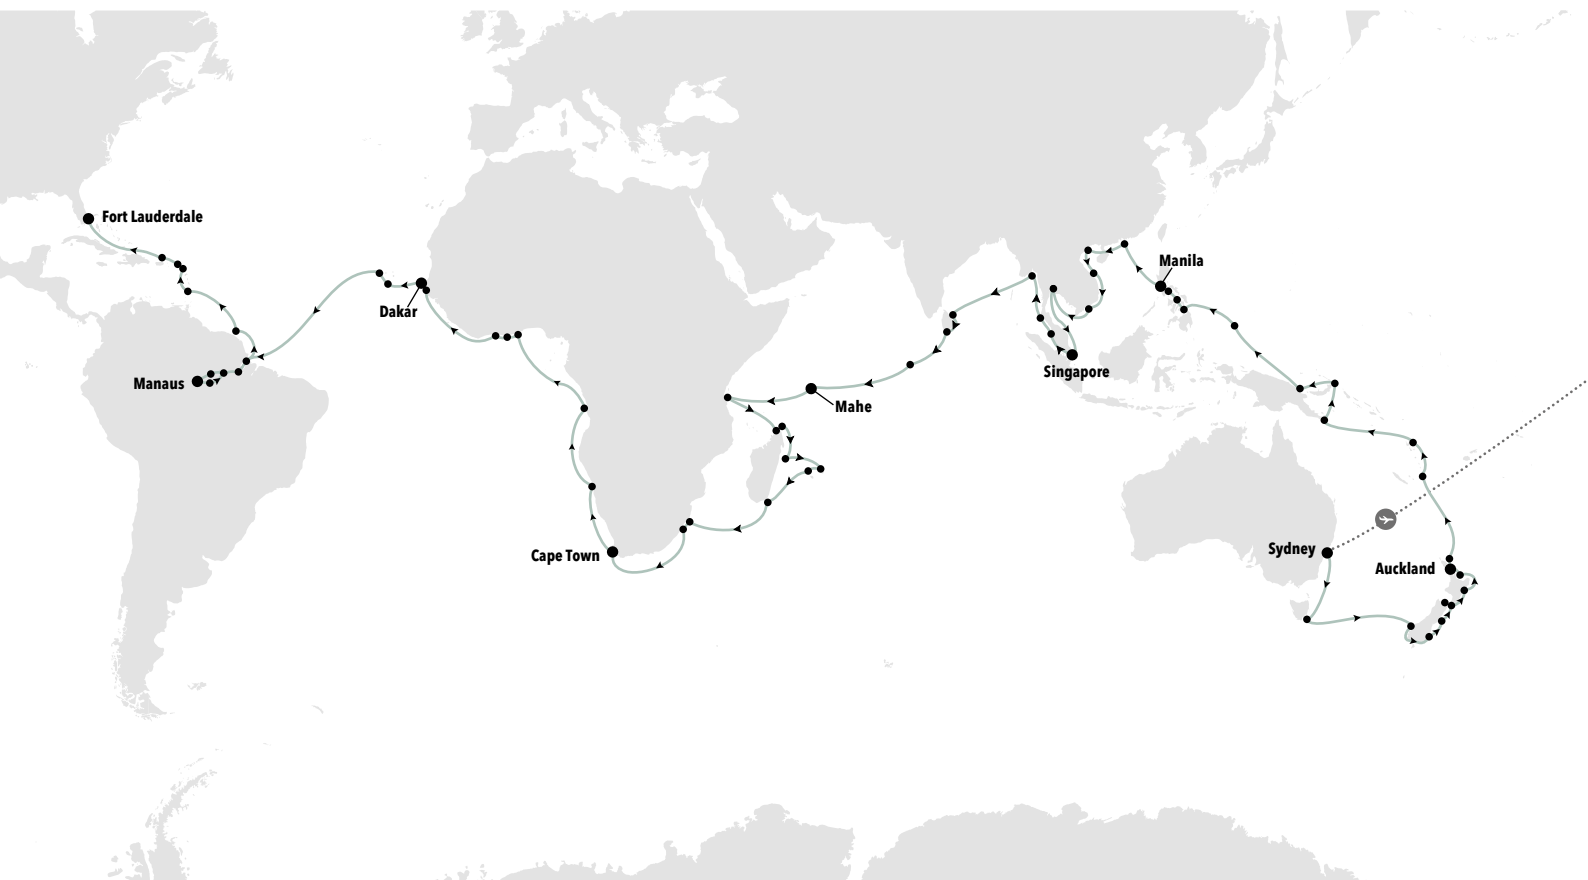 Fort Lauderdale
Manila
Dakar
Singapore
Manaus
Mahe
Sydney
Cape Town
Auckland